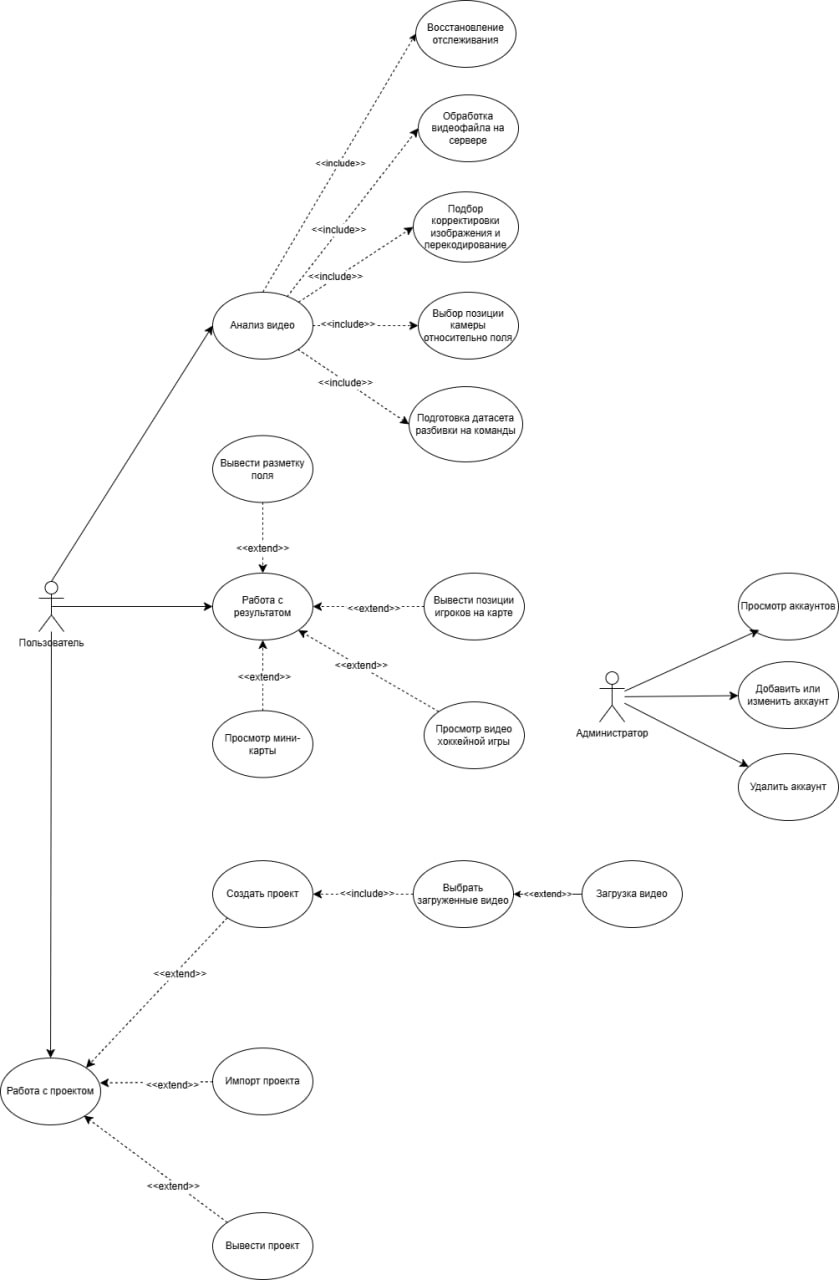 Восстановление
отслеживания
Обработка
видеофайла на
сервере
<<include>>
Подбор
корректировки
изображения и
перекодирование
<<include>>
<<include>>
Анализ видео
<<include>>
Выбор позиции
камеры
относительно поля
<<include>>
Подготовка датасета
разбивки на команды
Вывести разметку
поля
<<extend>>
Пользователь
Работа с
результатом
<<extend>>
Вывести позиции
игроков на карте
<<extend>>
<<extend>>
Просмотр мини-
карты
Просмотр видео
хоккейной игры
Администратор
Просмотр аккаунтов
Добавить или
изменить аккаунт
Удалить аккаунт
Создать проект
<<include>>
Выбрать
загруженные видео
<<extend>>
Загрузка видео
<<extend>>
Работа с проектом
<<extend>>
Импорт проекта
<<extend>>
Вывести проект